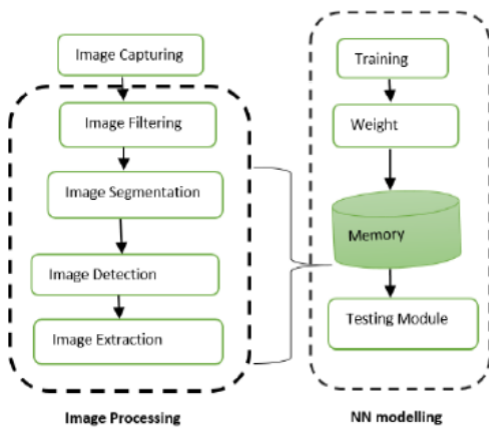 Image Capturing
Image Filtering
Image Segmentation
Image Detection
Image Extraction
Image Processing
Training
Weight
Memory
Testing Module
NN modelling